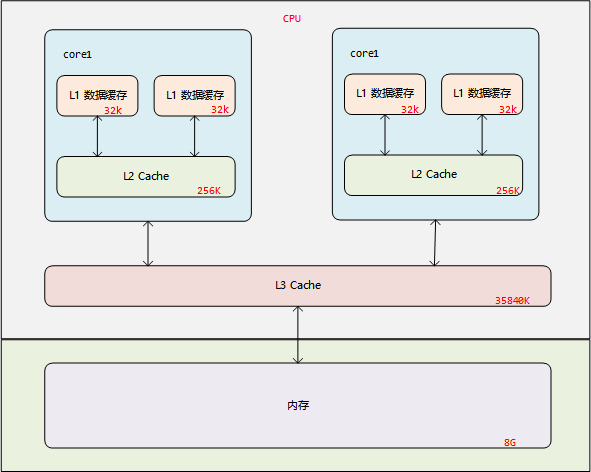 CPU
core1
L1 数据缓存
32k
L1 数据缓存
32k
L2 Cache
256K
core1
L1 数据缓存
32k
L1 数据缓存
32k
L2 Cache
256K
L3 Cache
35840K
内存
8G